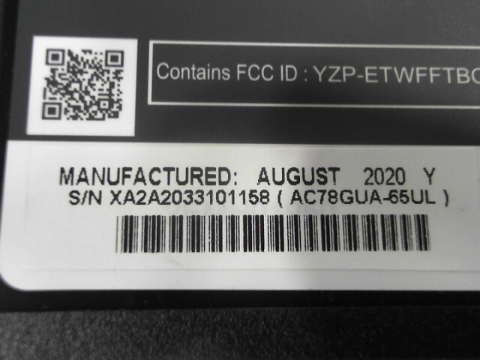 Contains FCC ID : YZP-ETWFFTBC
MANUFACTURED: AUGUST 2020 Y
S/N XA2A2033101158 ( AC78GUA-65UL )